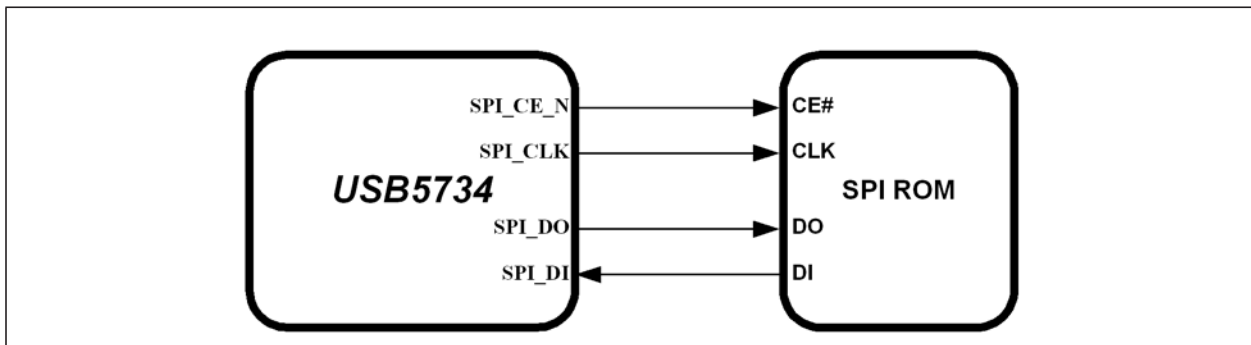 SPI_CE_N CE#
SPI_CLK CLK
USB5734 SPI ROM
SPI_DO DO
SPI_DI DI